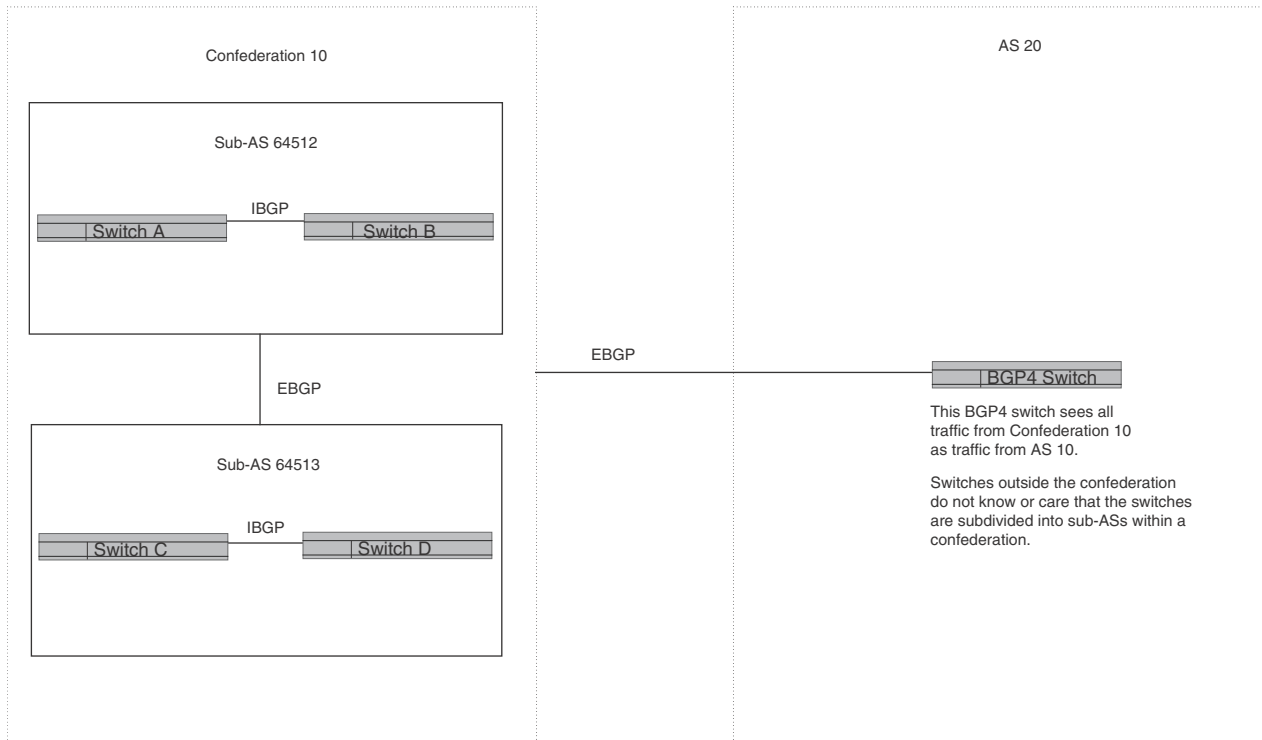 Confederation 10
AS 20
Sub-AS 64512
IBGP
Switch A
Switch B
EBGP
EBGP
BGP4 Switch
This BGP4 switch sees all
traffic from Confederation 10
as traffic from AS 10.
Switches outside the confederation
do not know or care that the switches
are subdivided into sub-ASs within a
confederation.
Sub-AS 64513
IBGP
Switch C
Switch D